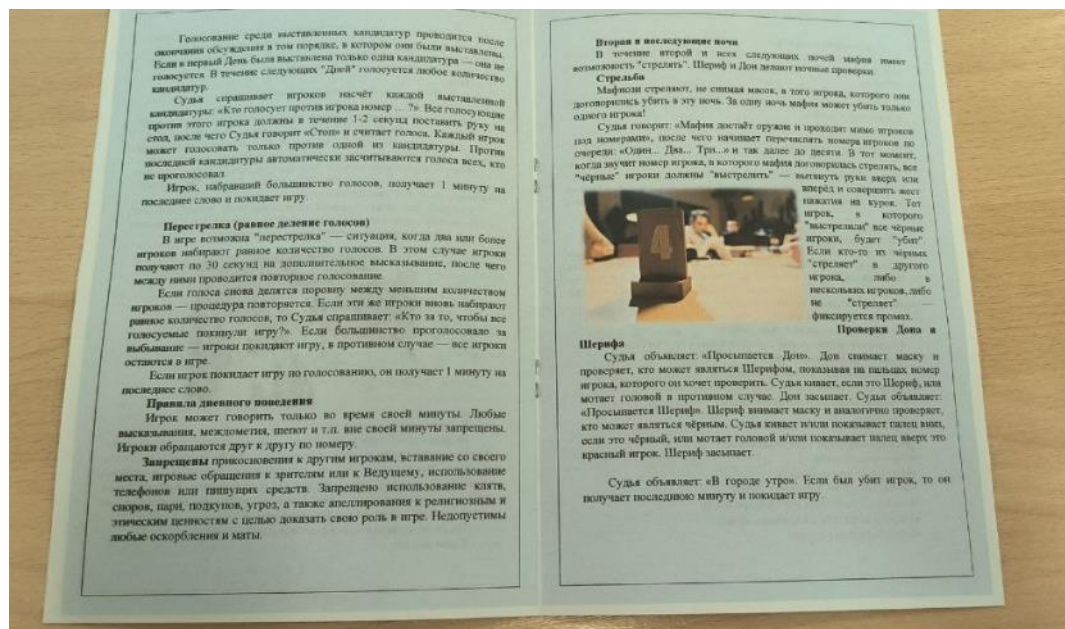 Голосование среди выставленных кандидатур проводится после
окончания обсуждения в том порядке, в котором они были выставлены.
Если в первый День была выставлена только одна кандидатура — она не
голосуется. В течение следующих "Дней" голосуется любое количество
кандидатур.
Судья спрашивает игроков насчёт каждой выставленной
кандидатуры: «Кто голосует против игрока номер ... ?» Все голосующие
против этого игрока должны в течение 1-2 секунд поставить руку на
стол, после чего Судья говорит «Стоп» и считает голоса. Каждый игрок
может голосовать только против одной из кандидатуры. Против
последней кандидатуры автоматически засчитываются голоса всех, кто
не проголосовал.
Игрок, набравший большинство голосов, получает 1 минуту на
последнее слово и покидает игру.
Перестрелка (равное деление голосов)
В игре возможна "перестрелка" — ситуация, когда два или более
игроков набирают равное количество голосов. В этом случае игроки
получают по 30 секунд на дополнительное высказывание, после чего
между ними проводится повторное голосование.
Если голоса снова делятся поровну между меньшим количеством
игроков — процедура повторяется. Если эти же игроки вновь набирают
равное количество голосов, то Судья спрашивает: «Кто за то, чтобы все
голосуемые покинули игру?». Если большинство проголосовало за
выбывание — игроки покидают игру, в противном случае — все игроки
остаются в игре.
Если игрок покидает игру по голосованию, он получает 1 минуту на
последнее слово.
Правила дневного поведения
Игрок может говорить только во время своей минуты. Любые
высказывания, междометия, шепот и т.п. вне своей минуты запрещены.
Игроки обращаются друг к другу по номеру.
Запрещены прикосновения к другим игрокам, вставание со своего
места, игровые обращения к зрителям или к Ведущему, использование
телефонов или пишущих средств. Запрещено использование клятв,
споров, пари, подкупов, угроз, а также апеллирования к религиозным и
этическим ценностям с целью доказать свою роль в игре. Недопустимы
любые оскорбления и маты.
Вторая и последующие ночи
В течение второй и всех следующих ночей мафия имеет
возможность "стрелять". Шериф и Дон делают ночные проверки.
Стрельба
Мафиози стреляют, не снимая масок, в того игрока, которого они
договорились убить в эту ночь. За одну ночь мафия может убить только
одного игрока!
Судья говорит: «Мафия достаёт оружие и проходит мимо игроков
под номерами», после чего начинает перечислять номера игроков по
очереди: «Один... Два... Три...» и так далее до десяти. В тот момент,
когда звучит номер игрока, в которого мафия договорилась стрелять, все
"чёрные" игроки должны "выстрелить" — вытянуть руки вверх или
вперёд и совершить жест
нажатия на курок. Тот
игрок, в которого
"выстрелили" все чёрные
игроки, будет "убит".
Если кто-то из чёрных
"стреляет" в другого
игрока, либо в
нескольких игроков, либо
не "стреляет" —
фиксируется промах.
4
Проверки Дона и
Шерифа
Судья объявляет: «Просыпается Дон». Дон снимает маску и
проверяет, кто может являться Шерифом, показывая на пальцах номер
игрока, которого он хочет проверить. Судья кивает, если это Шериф, или
мотает головой в противном случае. Дон засыпает. Судья объявляет:
«Просыпается Шериф». Шериф внимает маску и аналогично проверяет,
кто может являться чёрным. Судья кивает и/или показывает палец вниз,
если это чёрный, или мотает головой и/или показывает палец вверх это
красный игрок. Шериф засыпает.
Судья объявляет: «В городе утро». Если был убит игрок, то он
получает последнюю минуту и покидает игру.